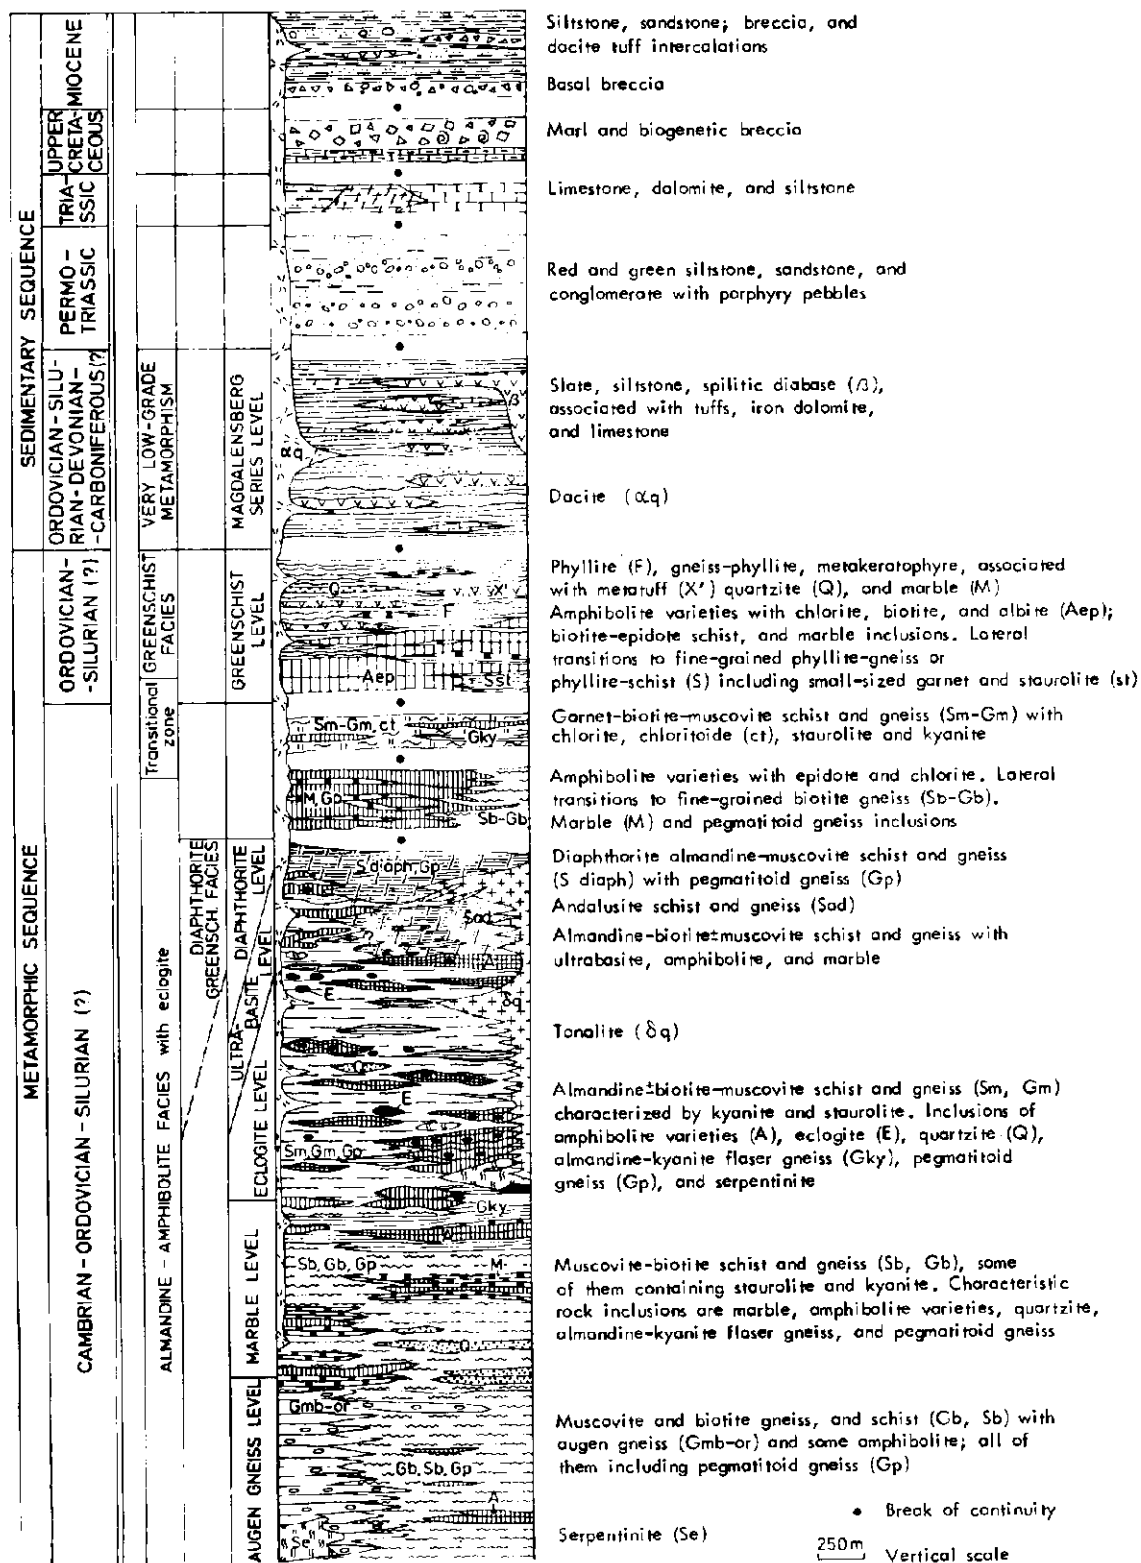 SEDIMENTARY SEQUENCE
METAMORPHIC SEQUENCE
MIOCENE
UPPER
CRETA-
CEOUS
TRIA-
SSIC
PERMO-
TRIASSIC
ORDOVICIAN-SILU-
RIAN-DEVONIAN-
-CARBONIFEROUS(?)
ORDOVICIAN-
-SILURIAN (?)
CAMBRIAN-ORDOVICIAN-SILURIAN (?)
VERY LOW-GRADE
METAMORPHISM
GREENSCHIST
FACIES
Transitional
zone
ALMANDINE-AMPHIBOLITE FACIES with eclogite
DIAPHTHORITE
GREENSCH. FACIES
MAGDALENSBERG
SERIES LEVEL
GREENSCHIST
LEVEL
DIAPHTHORITE
LEVEL
ULTRA-
BASITE LEVEL
ECLOGITE LEVEL
MARBLE LEVEL
AUGEN GNEISS LEVEL
β
αq
Q
X'
F
Aep
Sst
Sm-Gm, ct
Gky
M, Gp
Sb-Gb
S diaph, Gp
Sad
A
E
δq
Q
E
Sm, Gm, Gp
Gky
Sb, Gb, Gp
M
Q
Gmb-or
Gb, Sb, Gp
A
Se
Siltstone, sandstone; breccia, and
dacite tuff intercalations
Basal breccia
Marl and biogenetic breccia
Limestone, dolomite, and siltstone
Red and green siltstone, sandstone, and
conglomerate with porphyry pebbles
Slate, siltstone, spilitic diabase (β),
associated with tuffs, iron dolomite,
and limestone
Dacite (αq)
Phyllite (F), gneiss-phyllite, metakeratophyre, associated
with metatuff (X') quartzite (Q), and marble (M)
Amphibolite varieties with chlorite, biotite, and albite (Aep);
biotite-epidote schist, and marble inclusions. Lateral
transitions to fine-grained phyllite-gneiss or
phyllite-schist (S) including small-sized garnet and staurolite (st)
Garnet-biotite-muscovite schist and gneiss (Sm-Gm) with
chlorite, chloritoide (ct), staurolite and kyanite
Amphibolite varieties with epidote and chlorite. Lateral
transitions to fine-grained biotite gneiss (Sb-Gb).
Marble (M) and pegmatitoid gneiss inclusions
Diaphthorite almandine-muscovite schist and gneiss
(S diaph) with pegmatitoid gneiss (Gp)
Andalusite schist and gneiss (Sad)
Almandine-biotite±muscovite schist and gneiss with
ultrabasite, amphibolite, and marble
Tonalite (δq)
Almandine±biotite-muscovite schist and gneiss (Sm, Gm)
characterized by kyanite and staurolite. Inclusions of
amphibolite varieties (A), eclogite (E), quartzite (Q),
almandine-kyanite flaser gneiss (Gky), pegmatitoid
gneiss (Gp), and serpentinite
Muscovite-biotite schist and gneiss (Sb, Gb), some
of them containing staurolite and kyanite. Characteristic
rock inclusions are marble, amphibolite varieties, quartzite,
almandine-kyanite flaser gneiss, and pegmatitoid gneiss
Muscovite and biotite gneiss, and schist (Gb, Sb) with
augen gneiss (Gmb-or) and some amphibolite; all of
them including pegmatitoid gneiss (Gp)
Serpentinite (Se)
Break of continuity
250m Vertical scale